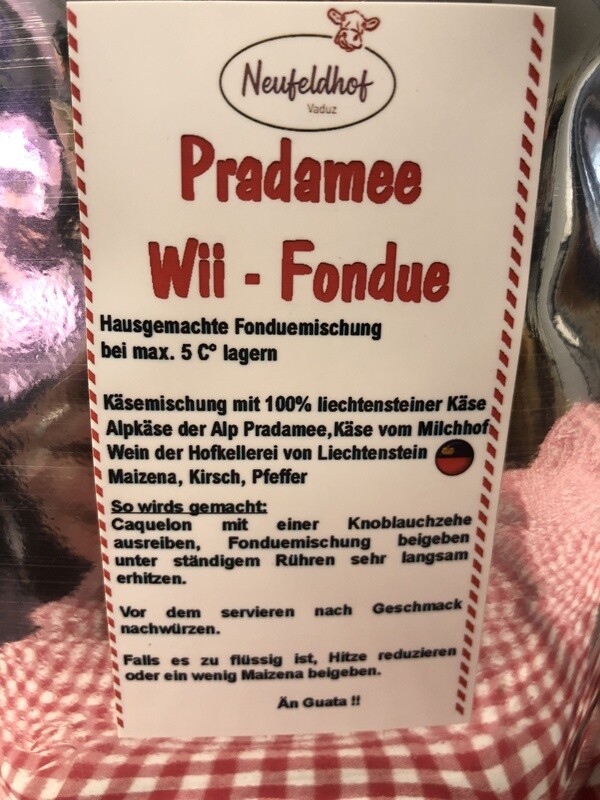 Neufeldhof
Vaduz
Pradamee
Wii - Fondue
Hausgemachte Fonduemischung
bei max. 5 C° lagern
Käsemischung mit 100% liechtensteiner Käse
Alpkäse der Alp Pradamee,Käse vom Milchhof
Wein der Hofkellerei von Liechtenstein
Maizena, Kirsch, Pfeffer
So wirds gemacht:
Caquelon mit einer Knoblauchzehe
ausreiben, Fonduemischung beigeben
unter ständigem Rühren sehr langsam
erhitzen.
Vor dem servieren nach Geschmack
nachwürzen.
Falls es zu flüssig ist, Hitze reduzieren
oder ein wenig Maizena beigeben.
Än Guata !!